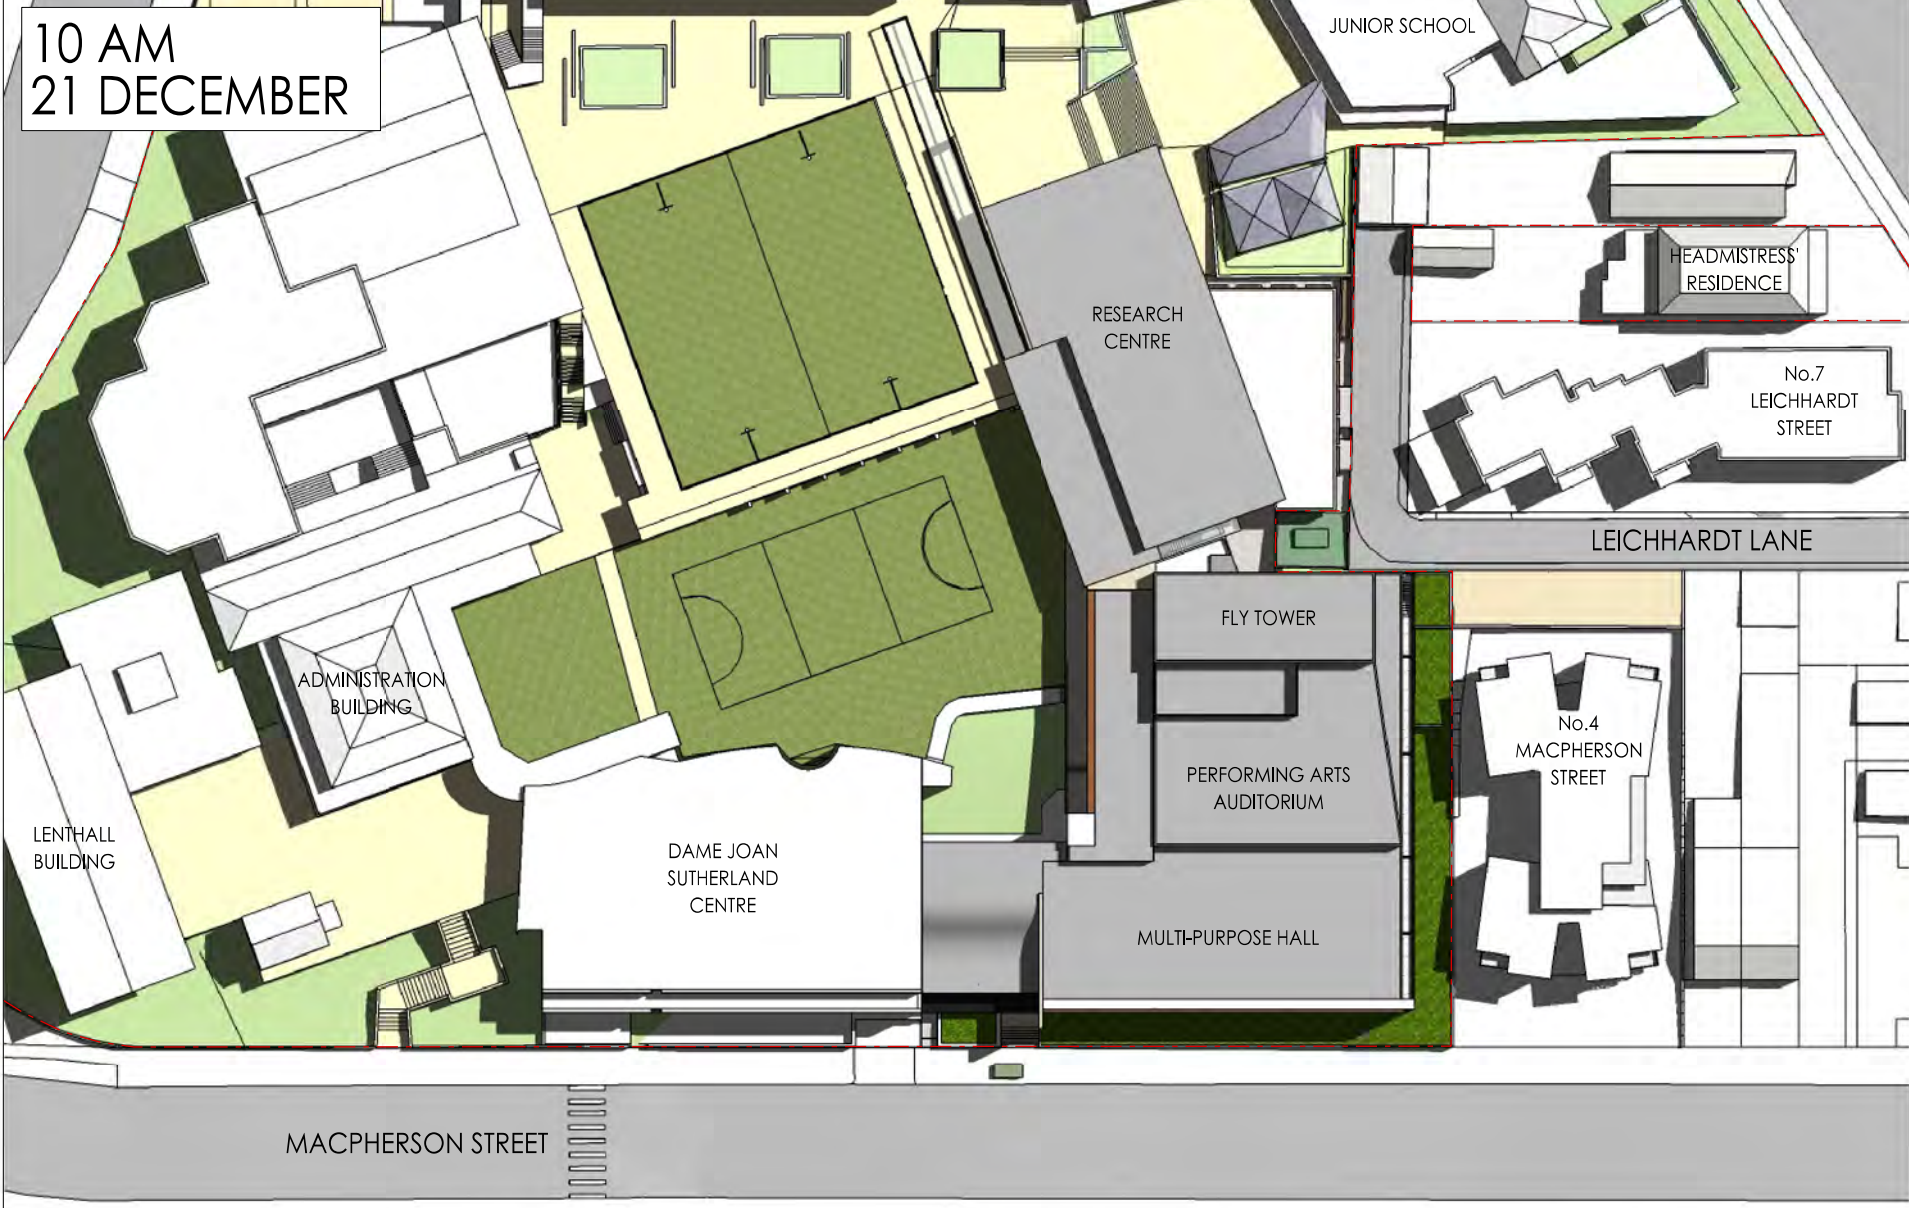 10 AM
21 DECEMBER
JUNIOR SCHOOL
HEADMISTRESS'
RESIDENCE
RESEARCH
CENTRE
No.7
LEICHHARDT
STREET
LEICHHARDT LANE
FLY TOWER
ADMINISTRATION
BUILDING
No.4
MACPHERSON
STREET
PERFORMING ARTS
AUDITORIUM
LENTHALL
BUILDING
DAME JOAN
SUTHERLAND
CENTRE
MULTI-PURPOSE HALL
MACPHERSON STREET